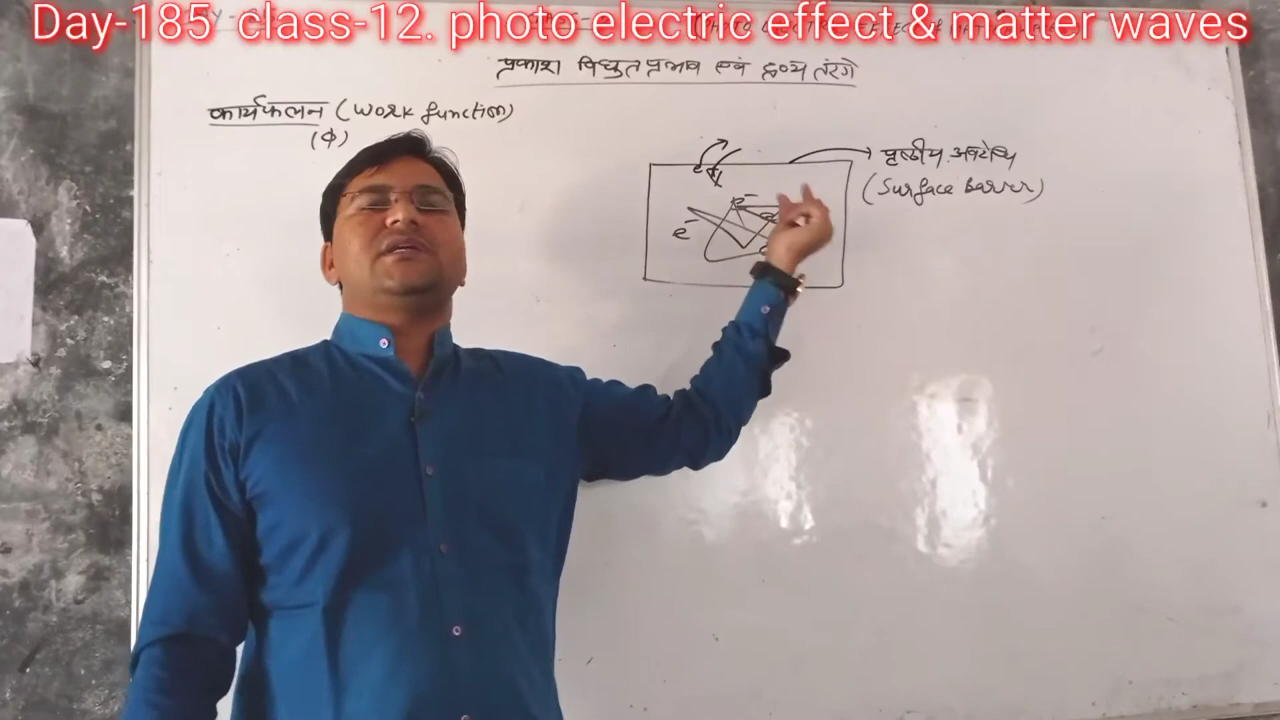 Day-185 class-12. photo electric effect & matter waves
प्रकाश विधुत प्रभाव एवं द्रव्य तंरगे
कार्यफलन (Work function)
(Φ)
पृष्ठीय अवरोध
(Surface Barrier)
e⁻
e⁻